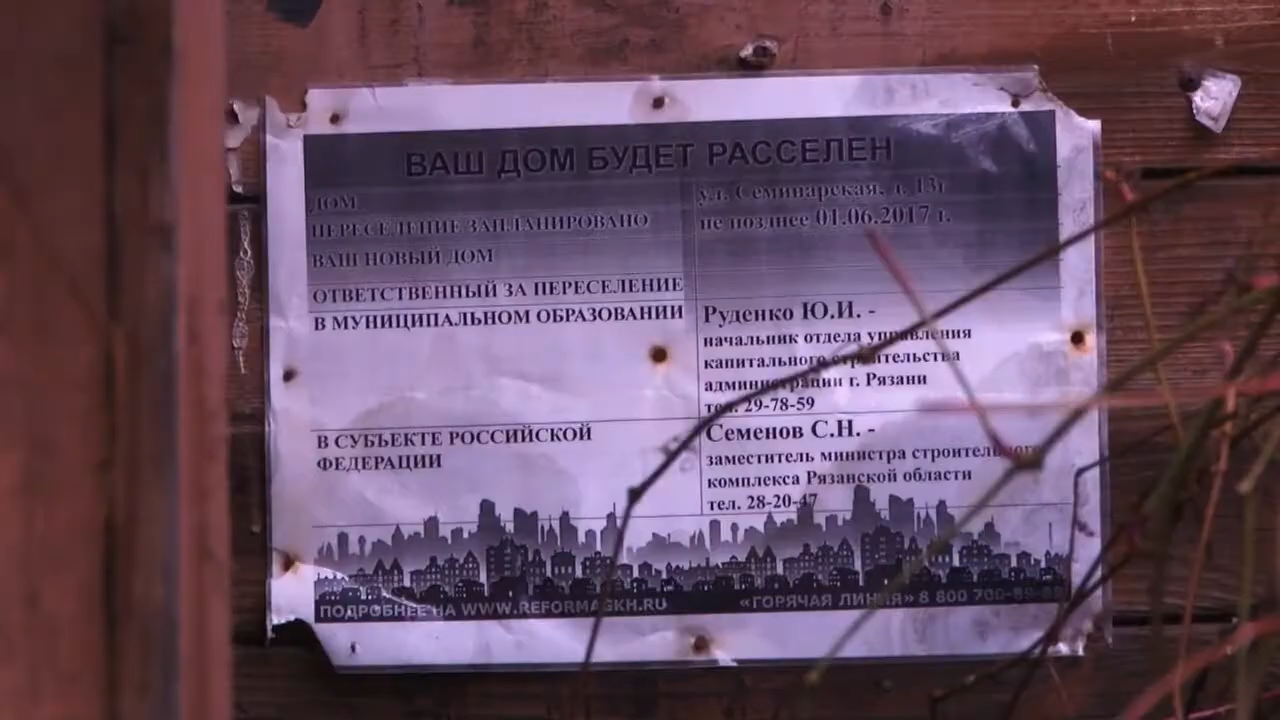 ВАШ ДОМ БУДЕТ РАССЕЛЕН
ДОМ
ул. Семинарская, д. 13г
ПЕРЕСЕЛЕНИЕ ЗАПЛАНИРОВАНО
не позднее 01.06.2017 г.
ВАШ НОВЫЙ ДОМ
ОТВЕТСТВЕННЫЙ ЗА ПЕРЕСЕЛЕНИЕ
В МУНИЦИПАЛЬНОМ ОБРАЗОВАНИИ
Руденко Ю.И. -
начальник отдела управления
капитального строительства
администрации г. Рязани
тел. 29-78-59
В СУБЪЕКТЕ РОССИЙСКОЙ
ФЕДЕРАЦИИ
Семенов С.Н. -
заместитель министра строительного
комплекса Рязанской области
тел. 28-20-47
ПОДРОБНЕЕ НА WWW.REFORMAGKH.RU
«ГОРЯЧАЯ ЛИНИЯ» 8 800 700-89-89